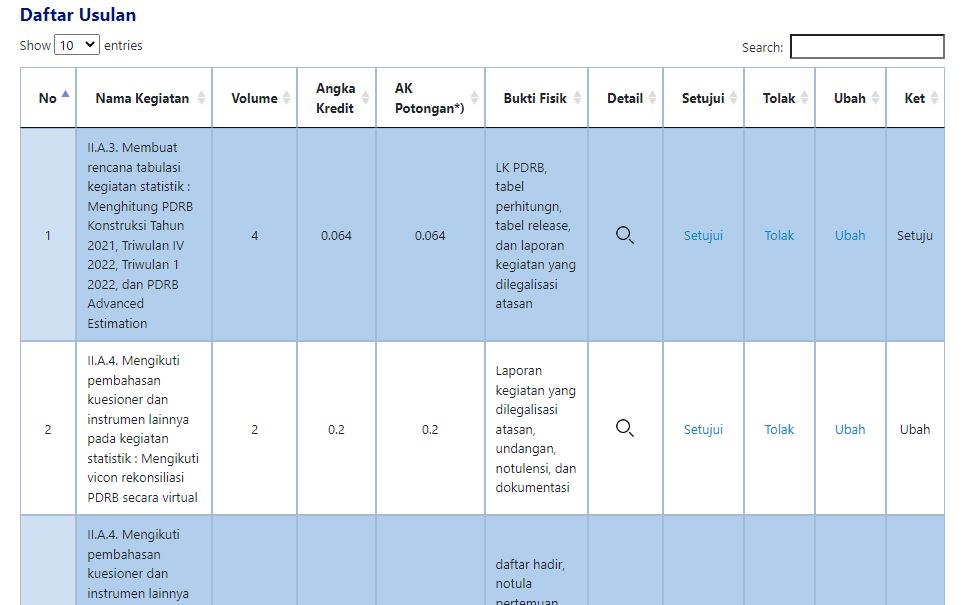 Daftar Usulan
Show 10 entries
Search:
No
Nama Kegiatan
Volume
Angka
Kredit
AK
Potongan*)
Bukti Fisik
Detail
Setujui
Tolak
Ubah
Ket
1
II.A.3. Membuat
rencana tabulasi
kegiatan statistik :
Menghitung PDRB
Konstruksi Tahun
2021, Triwulan IV
2022, Triwulan 1
2022, dan PDRB
Advanced
Estimation
4
0.064
0.064
LK PDRB,
tabel
perhitungn,
tabel release,
dan laporan
kegiatan yang
dilegalisasi
atasan
Setujui
Tolak
Ubah
Setuju
2
II.A.4. Mengikuti
pembahasan
kuesioner dan
instrumen lainnya
pada kegiatan
statistik : Mengikuti
vicon rekonsiliasi
PDRB secara virtual
2
0.2
0.2
Laporan
kegiatan yang
dilegalisasi
atasan,
undangan,
notulensi, dan
dokumentasi
Setujui
Tolak
Ubah
Ubah
II.A.4. Mengikuti
pembahasan
kuesioner dan
instrumen lainnya
daftar hadir,
notula
pertemuan